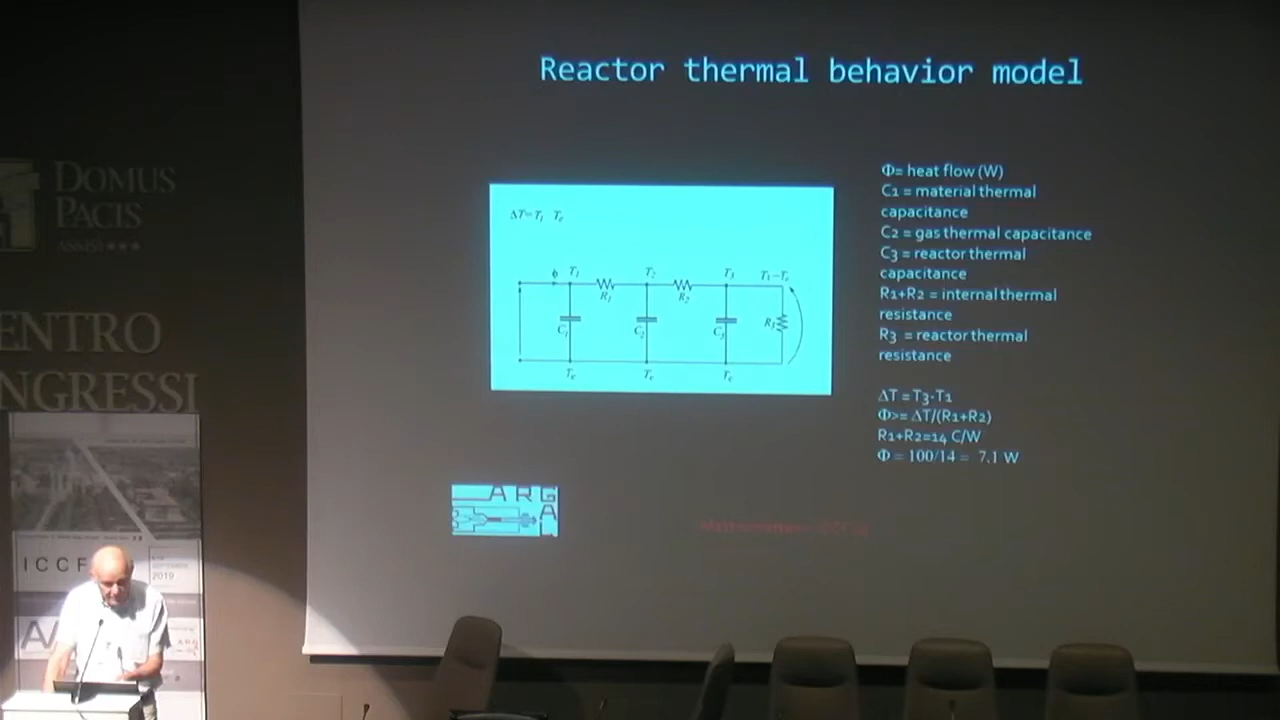 Reactor thermal behavior model
DOMUS
PACIS
ASSISI ★★★
ENTRO
NGRESSI
ΔT=T1 Te
ϕ T1 T2 T3 T1-Te
R1 R2
C1 C2 C3 R3
Te Te Te
Φ= heat flow (W)
C1 = material thermal
capacitance
C2 = gas thermal capacitance
C3 = reactor thermal
capacitance
R1+R2 = internal thermal
resistance
R3 = reactor thermal
resistance
ΔT =T3-T1
Φ>= ΔT/(R1+R2)
R1+R2=14 C/W
Φ = 100/14 = 7.1 W
ARG
A
L
ICCF
SEPTEMBER
2019